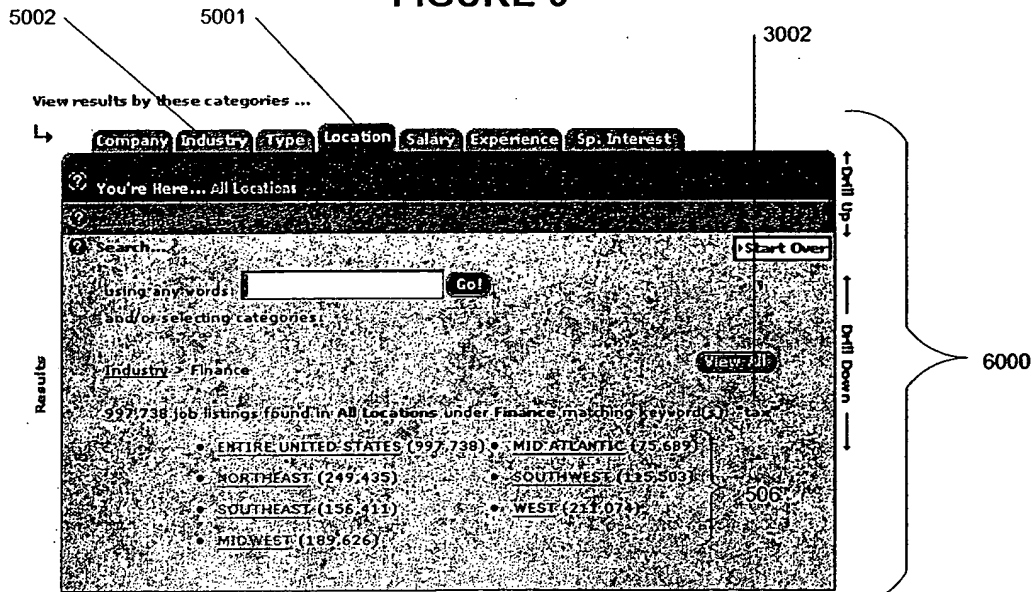 5002
5001
3002
View results by these categories ...
Company Industry Type Location Salary Experience Sp. Interest
You're Here... All Locations
Drill Up
Search...
Start Over
using any words:
Go!
and/or selecting categories:
Drill Down
View All
Industry > Finance
Results
6000
997,738 job listings found in All Locations under Finance matching keyword(s): "tax"
• ENTIRE UNITED STATES (997,738) • MID ATLANTIC (75,689)
• NORTHEAST (249,435) • SOUTHWEST (115,503)
506
• SOUTHEAST (156,411) • WEST (211,074)
• MIDWEST (189,626)